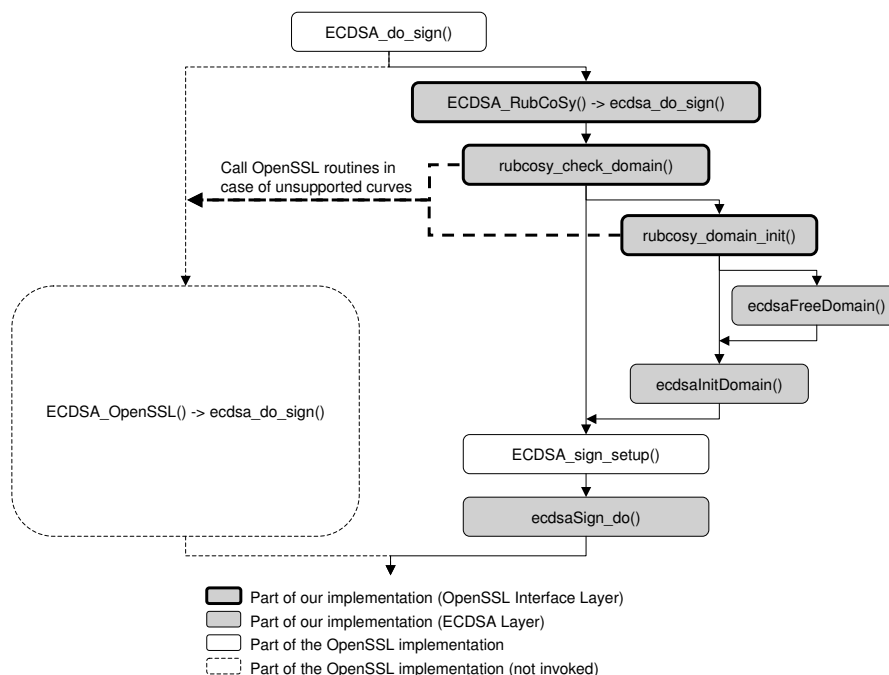 ECDSA_do_sign()
ECDSA_RubCoSy() -> ecdsa_do_sign()
Call OpenSSL routines in
case of unsupported curves
rubcosy_check_domain()
rubcosy_domain_init()
ecdsaFreeDomain()
ecdsaInitDomain()
ECDSA_OpenSSL() -> ecdsa_do_sign()
ECDSA_sign_setup()
ecdsaSign_do()
Part of our implementation (OpenSSL Interface Layer)
Part of our implementation (ECDSA Layer)
Part of the OpenSSL implementation
Part of the OpenSSL implementation (not invoked)